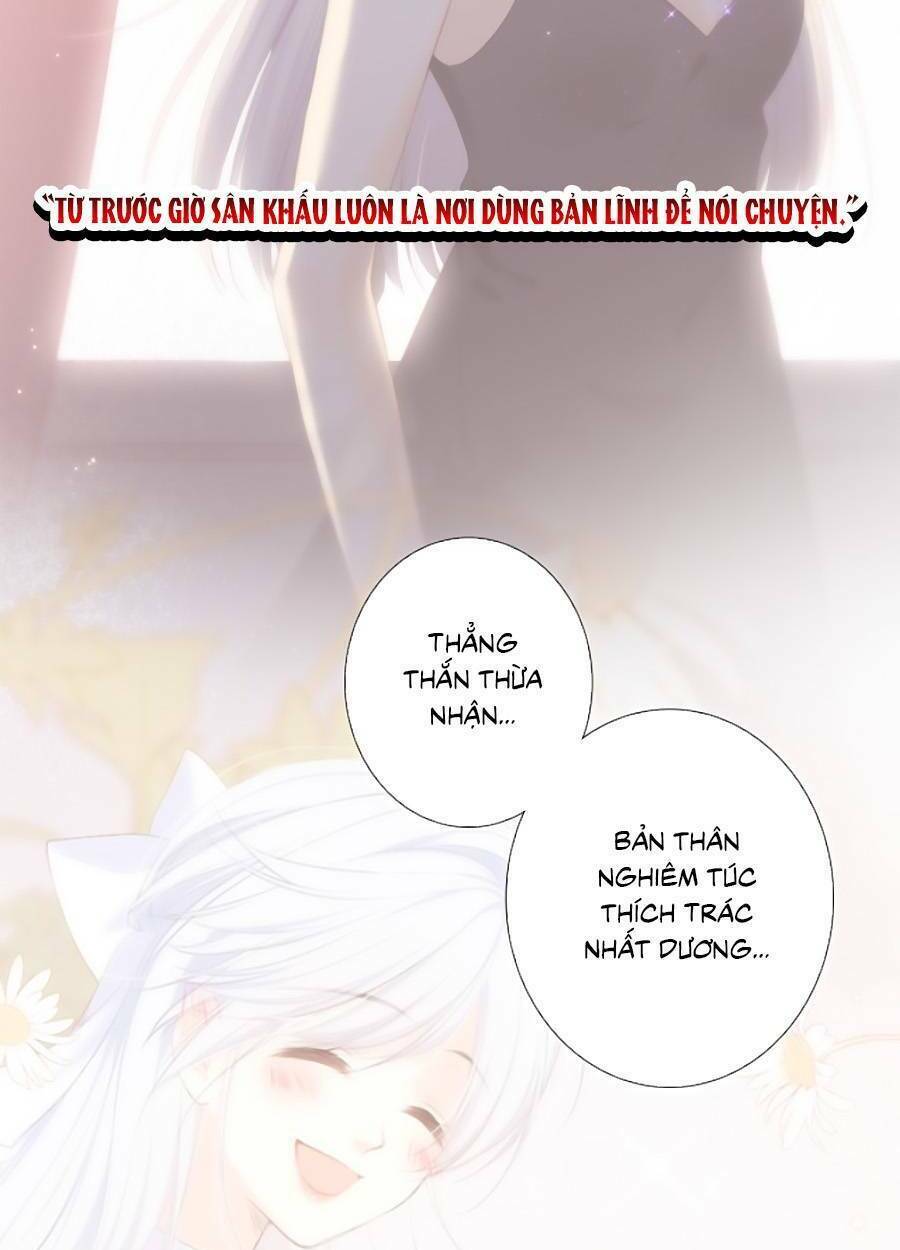 "TỪ TRƯỚC GIỜ SÂN KHẤU LUÔN LÀ NƠI DÙNG BẢN LĨNH ĐỂ NÓI CHUYỆN."
THẲNG
THẮN THỪA
NHẬN...
BẢN THÂN
NGHIÊM TÚC
THÍCH TRÁC
NHẤT DƯƠNG...